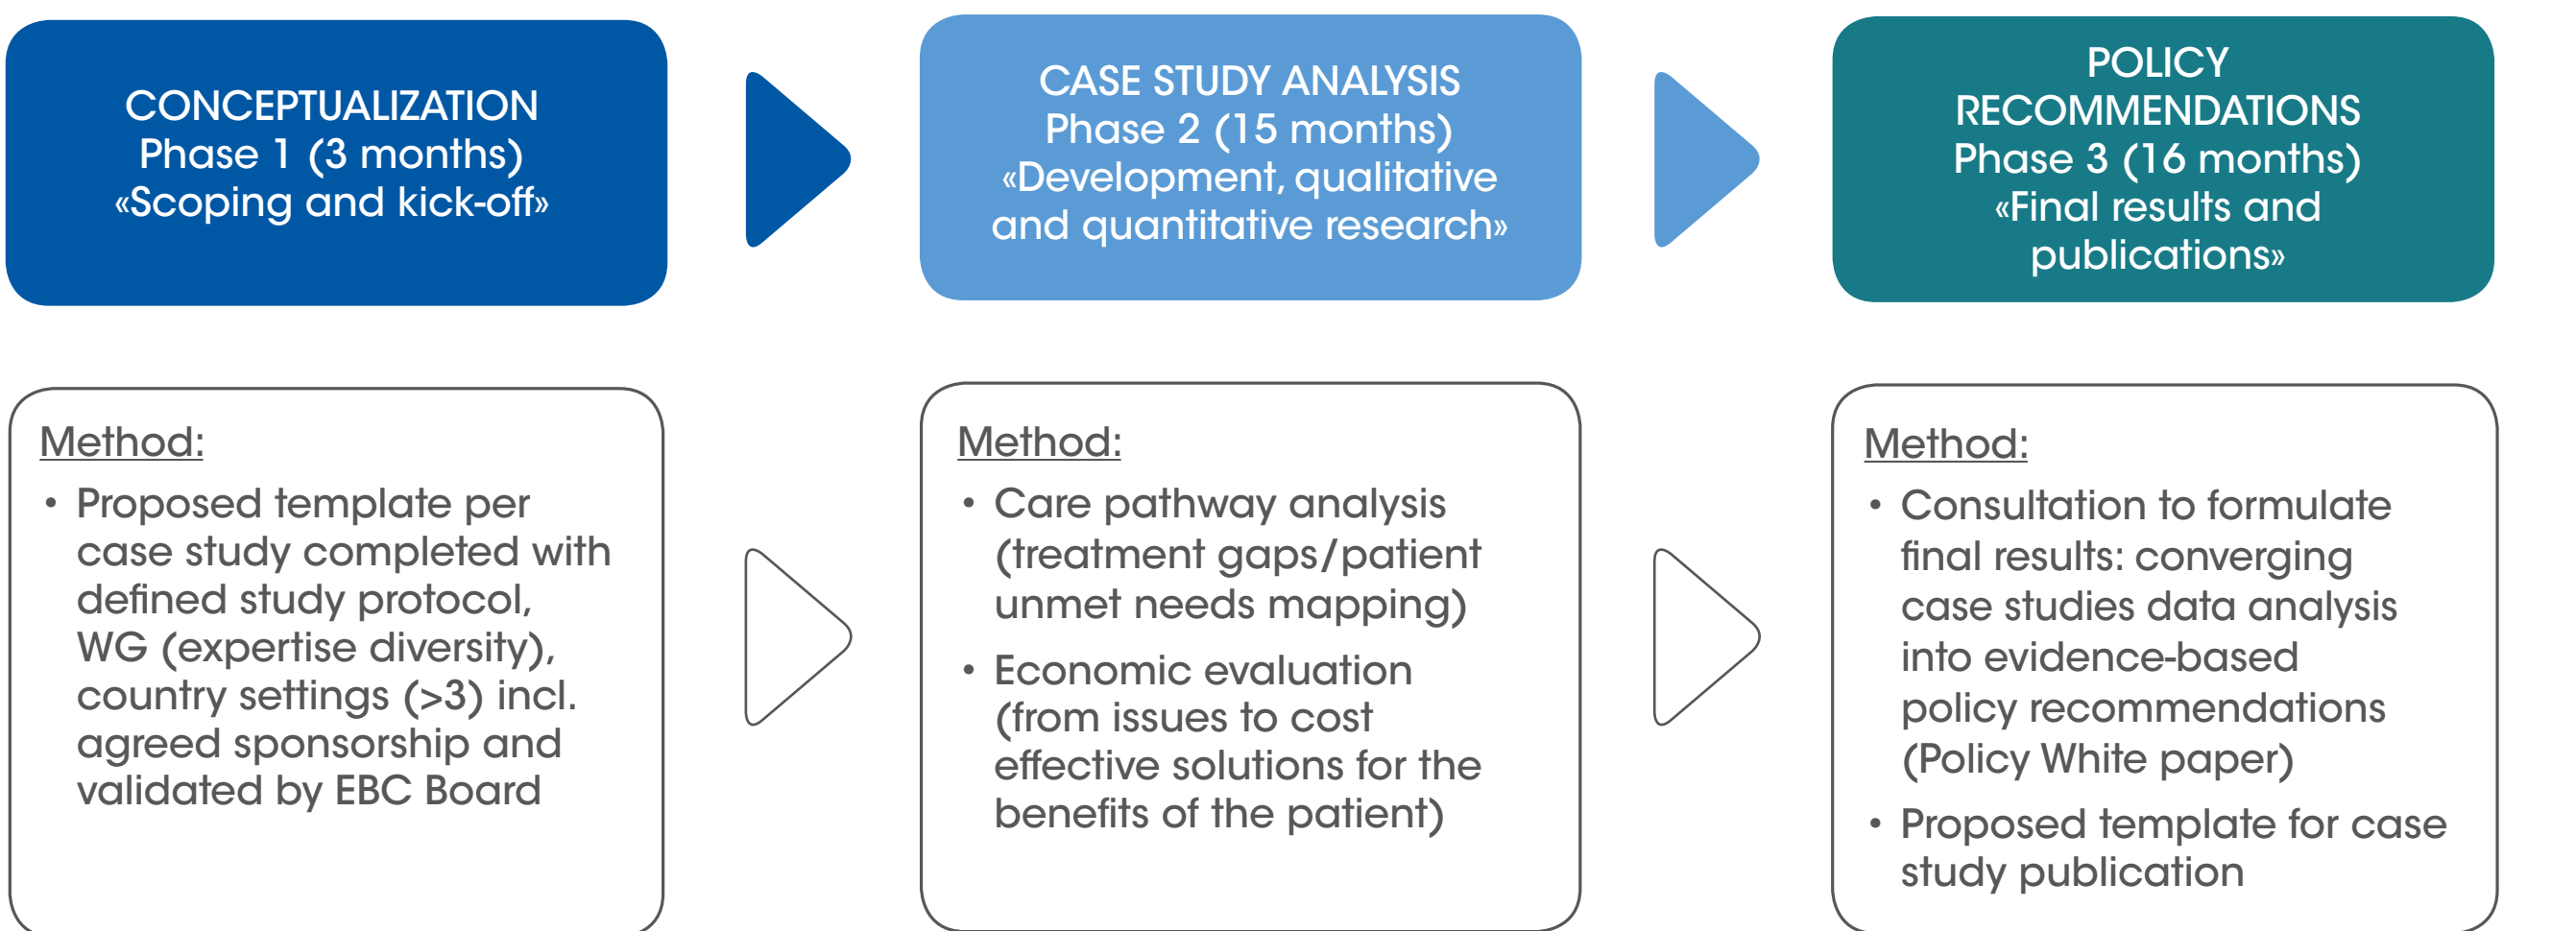 CONCEPTUALIZATION
Phase 1 (3 months)
«Scoping and kick-off»
CASE STUDY ANALYSIS
Phase 2 (15 months)
«Development, qualitative
and quantitative research»
POLICY
RECOMMENDATIONS
Phase 3 (16 months)
«Final results and
publications»
Method:
• Proposed template per
case study completed with
defined study protocol,
WG (expertise diversity),
country settings (>3) incl.
agreed sponsorship and
validated by EBC Board
Method:
• Care pathway analysis
(treatment gaps/patient
unmet needs mapping)
• Economic evaluation
(from issues to cost
effective solutions for the
benefits of the patient)
Method:
• Consultation to formulate
final results: converging
case studies data analysis
into evidence-based
policy recommendations
(Policy White paper)
• Proposed template for case
study publication